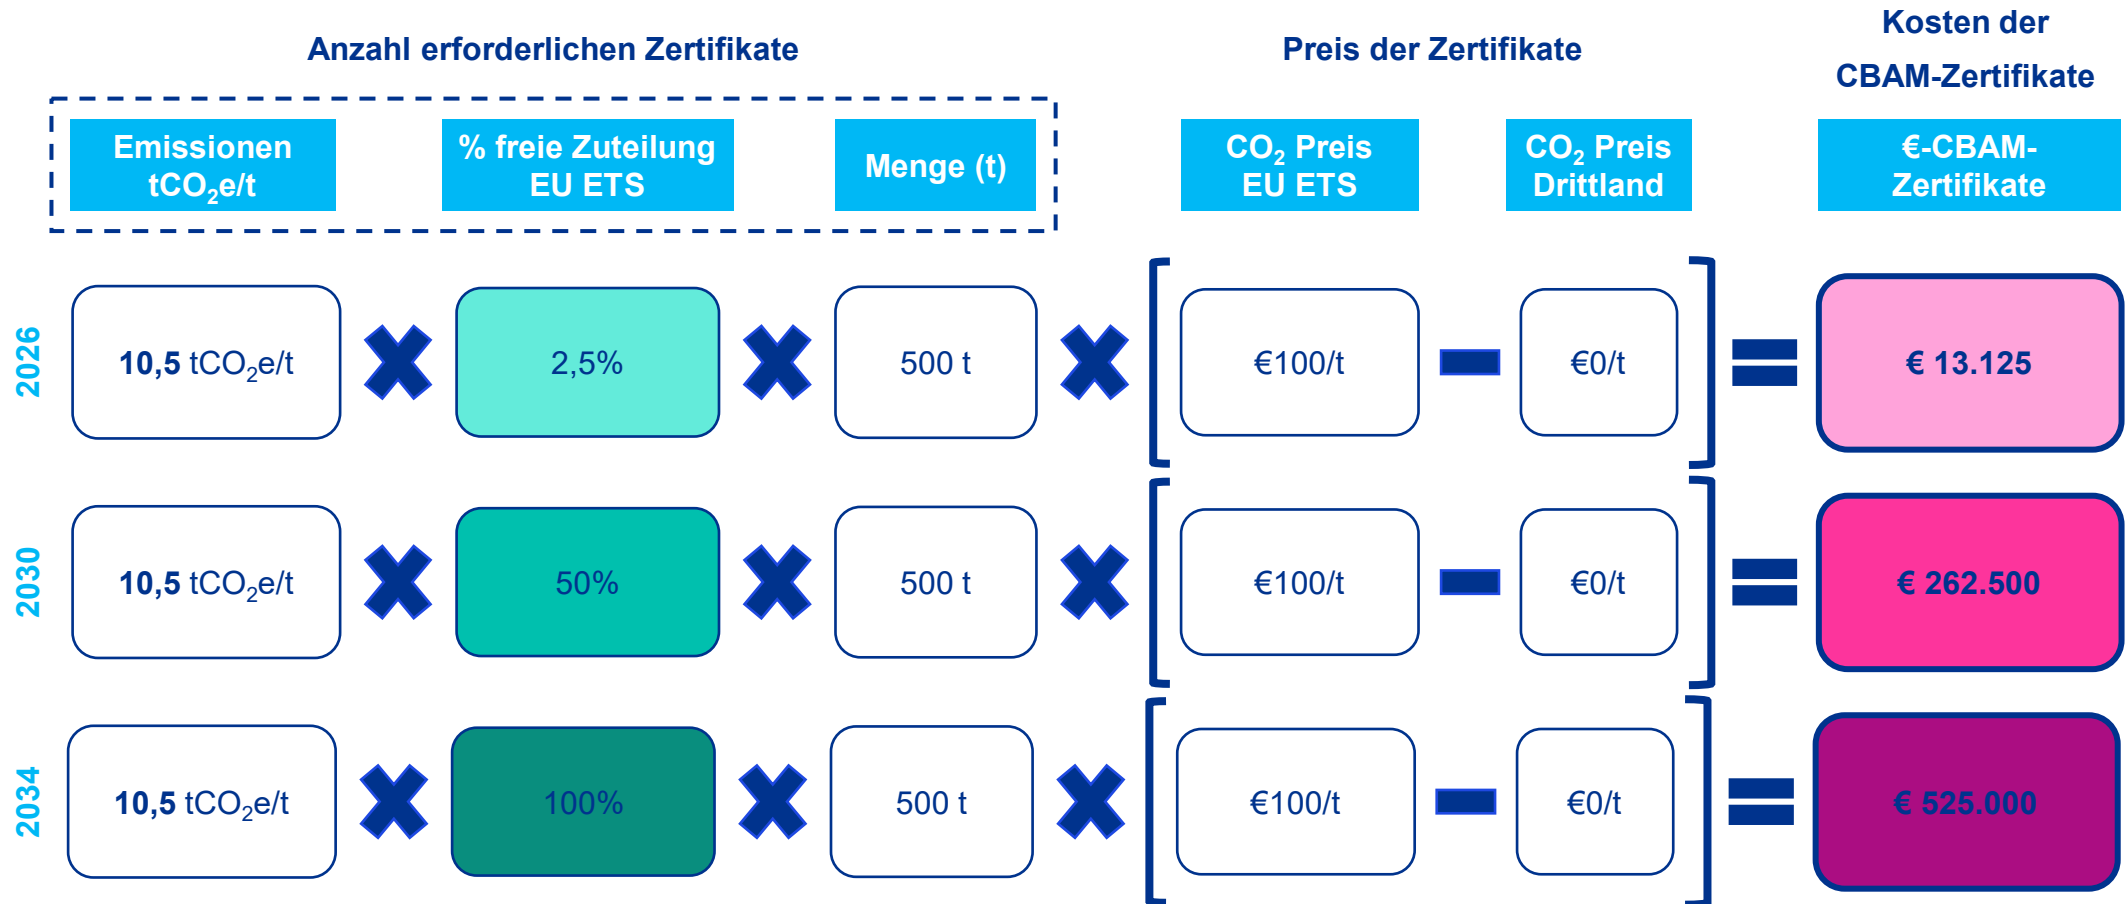 Anzahl erforderlichen Zertifikate
Preis der Zertifikate
Kosten der
CBAM-Zertifikate
Emissionen
tCO₂e/t
% freie Zuteilung
EU ETS
Menge (t)
CO₂ Preis
EU ETS
CO₂ Preis
Drittland
€-CBAM-
Zertifikate
2026
10,5 tCO₂e/t
2,5%
500 t
€100/t
€0/t
€ 13.125
2030
10,5 tCO₂e/t
50%
500 t
€100/t
€0/t
€ 262.500
2034
10,5 tCO₂e/t
100%
500 t
€100/t
€0/t
€ 525.000